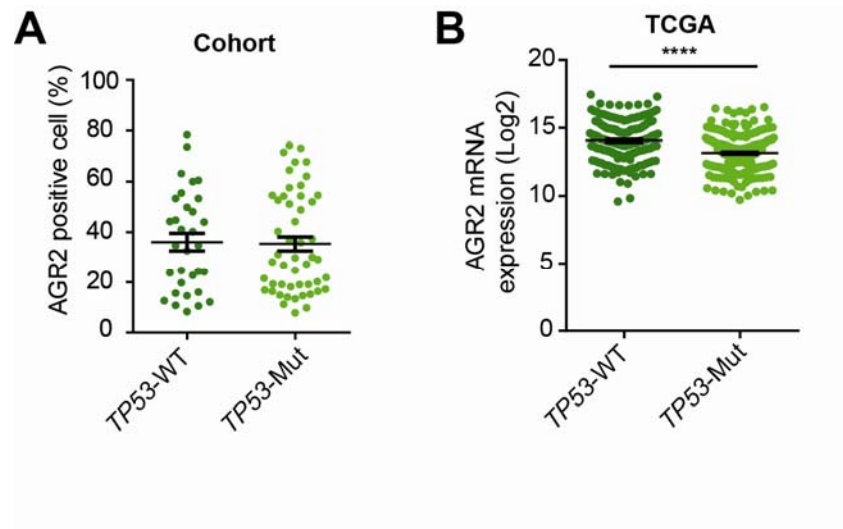 A
Cohort
AGR2 positive cell (%)
100
80
60
40
20
0
TP53-WT
TP53-Mut
B
TCGA
****
AGR2 mRNA
expression (Log2)
20
15
10
5
0
TP53-WT
TP53-Mut